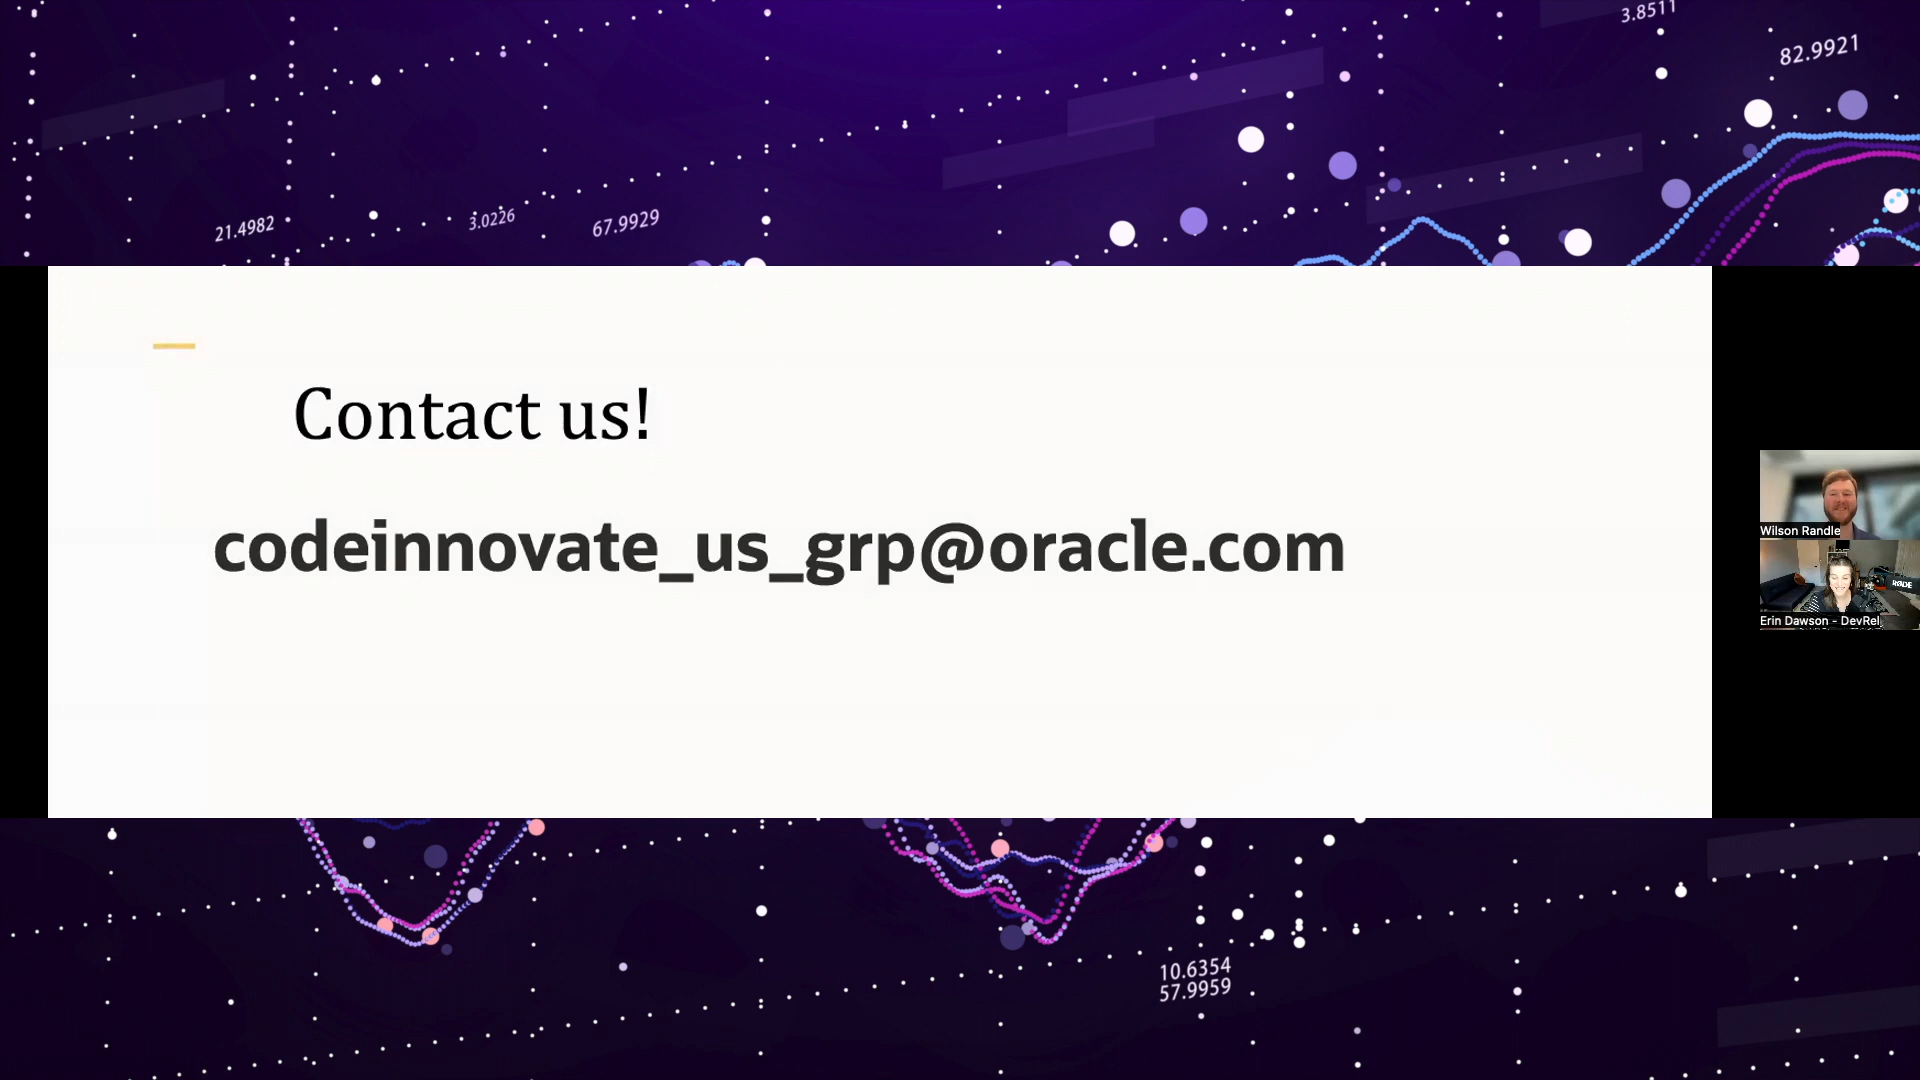 3.8511
82.9921
21.4982
3.0226
67.9929
Contact us!
codeinnovate_us_grp@oracle.com
Wilson Randle
RØDE
Erin Dawson - DevRel
10.6354
57.9959